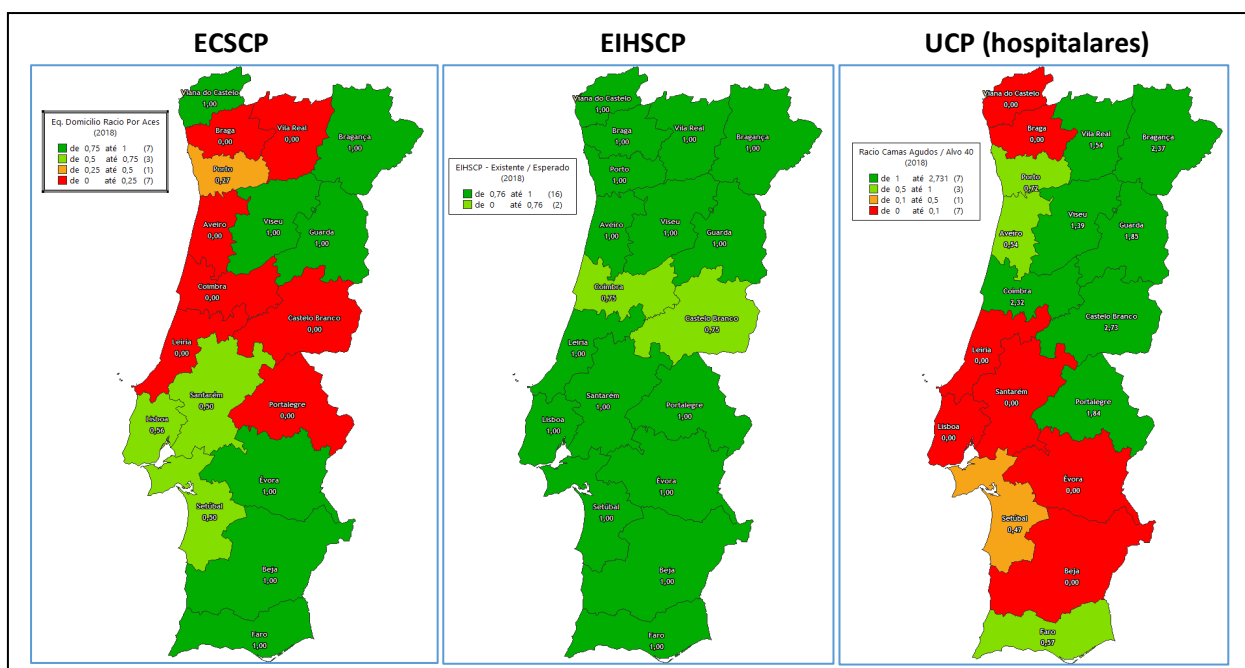 ECSCP
Eq. Domicilio Racio Por Aces
(2018)
de 0,75 até 1 (7)
de 0,5 até 0,75 (3)
de 0,25 até 0,5 (1)
de 0 até 0,25 (7)
Viana do Castelo
1,00
Braga
0,00
Vila Real
0,00
Bragança
1,00
Porto
0,27
Aveiro
0,00
Viseu
1,00
Guarda
1,00
Coimbra
0,00
Castelo Branco
0,00
Leiria
0,00
Santarém
0,50
Lisboa
0,56
Portalegre
0,00
Évora
1,00
Setúbal
0,50
Beja
1,00
Faro
1,00
EIHSCP
EIHSCP - Existente / Esperado
(2018)
de 0,76 até 1 (16)
de 0 até 0,76 (2)
Viana do Castelo
1,00
Braga
1,00
Vila Real
1,00
Bragança
1,00
Porto
1,00
Aveiro
1,00
Viseu
1,00
Guarda
1,00
Coimbra
0,75
Castelo Branco
0,75
Leiria
1,00
Santarém
1,00
Lisboa
1,00
Portalegre
1,00
Évora
1,00
Setúbal
1,00
Beja
1,00
Faro
1,00
UCP (hospitalares)
Racio Camas Agudos / Alvo 40
(2018)
de 1 até 2,731 (7)
de 0,5 até 1 (3)
de 0,1 até 0,5 (1)
de 0 até 0,1 (7)
Viana do Castelo
0,00
Braga
0,00
Vila Real
1,54
Bragança
2,37
Porto
0,72
Aveiro
0,54
Viseu
1,39
Guarda
1,85
Coimbra
2,32
Castelo Branco
2,73
Leiria
0,00
Santarém
0,00
Lisboa
0,00
Portalegre
1,84
Évora
0,00
Setúbal
0,47
Beja
0,00
Faro
0,57